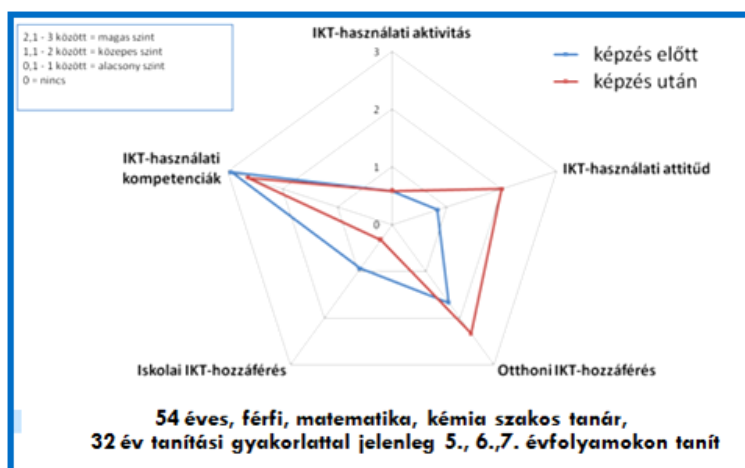 2,1 - 3 között = magas szint
1,1 - 2 között = közepes szint
0,1 - 1 között = alacsony szint
0 = nincs
IKT-használati aktivitás
3
2
1
0
képzés előtt
képzés után
IKT-használati
kompetenciák
IKT-használati attitűd
Iskolai IKT-hozzáférés
Otthoni IKT-hozzáférés
54 éves, férfi, matematika, kémia szakos tanár,
32 év tanítási gyakorlattal jelenleg 5., 6.,7. évfolyamokon tanít